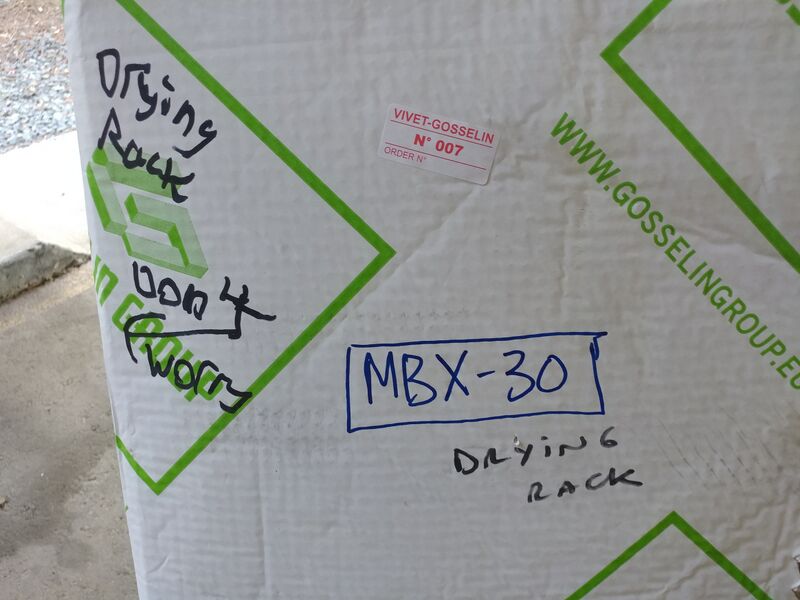 Drying
Rack
Don't
worry
VIVET-GOSSELIN
N° 007
ORDER N°
WWW.GOSSELINGROUP.EU
MBX-30
DRYING
RACK